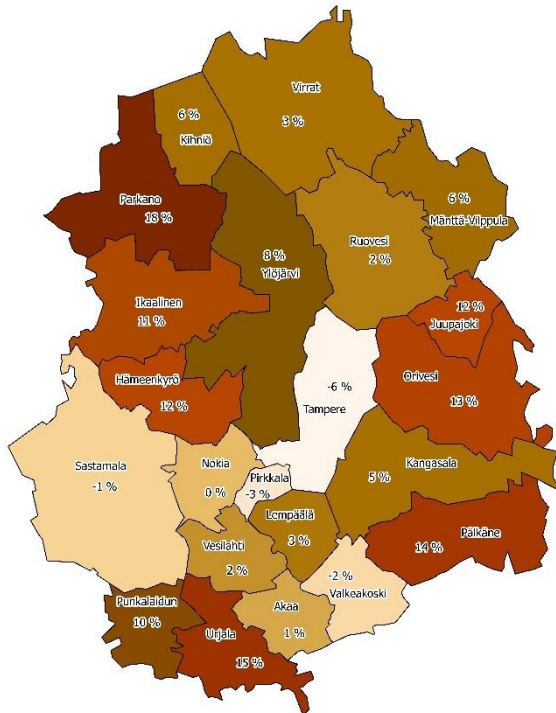 Virrat
3 %
6 %
Kihniö
Parkano
18 %
6 %
Mänttä-Vilppula
Ruovesi
2 %
8 %
Ylöjärvi
Ikaalinen
11 %
12 %
Juupajoki
Hämeenkyrö
12 %
-6 %
Tampere
Orivesi
13 %
Sastamala
-1 %
Nokia
0 %
Pirkkala
-3 %
Kangasala
5 %
Lempäälä
3 %
Pälkäne
14 %
Vesilahti
2 %
-2 %
Valkeakoski
Punkalaidun
10 %
Urjala
15 %
Akaa
1 %